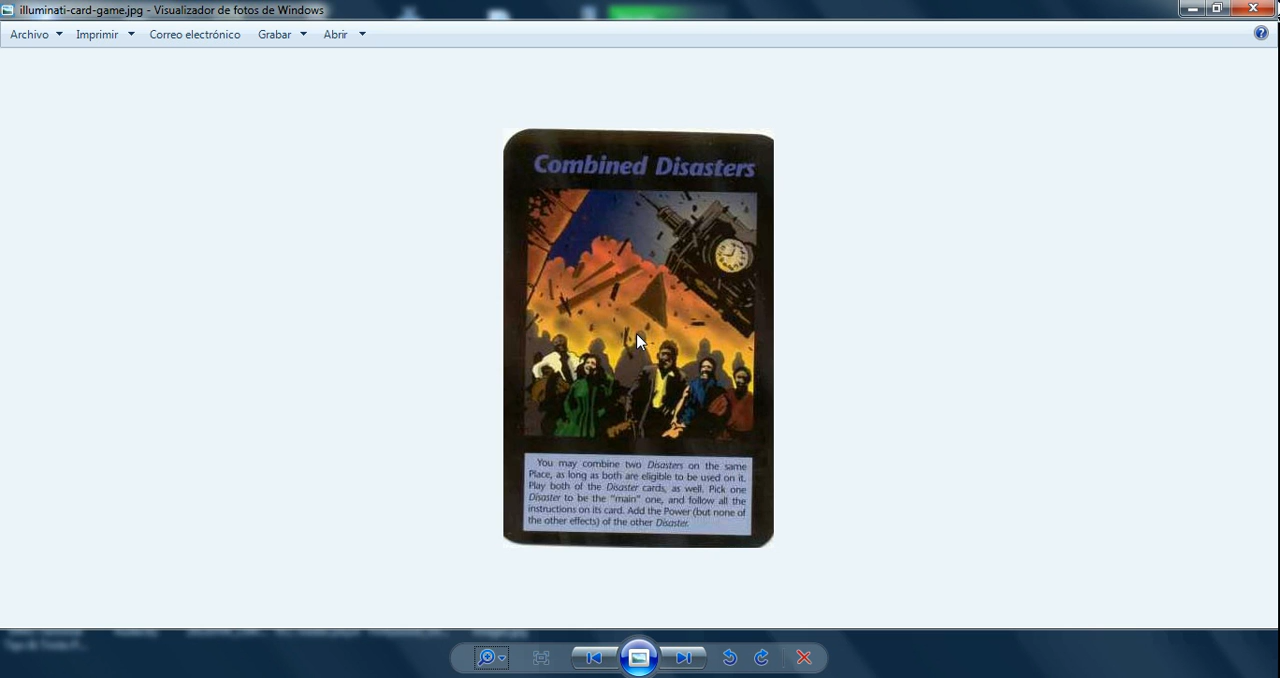 illuminati-card-game.jpg - Visualizador de fotos de Windows
Archivo Imprimir Correo electrónico Grabar Abrir
Combined Disasters
You may combine two Disasters on the same
Place, as long as both are eligible to be used on it.
Play both of the Disaster cards, as well. Pick one
Disaster to be the "main" one, and follow all the
instructions on its card. Add the Power (but none of
the other effects) of the other Disaster.